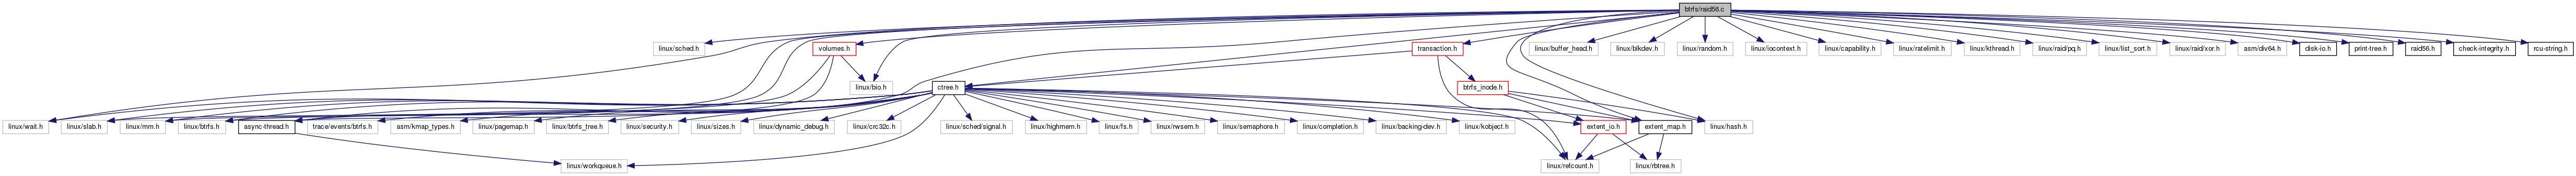 btrfs/raid56.c
linux/sched.h
volumes.h
transaction.h
linux/buffer_head.h
linux/blkdev.h
linux/random.h
linux/iocontext.h
linux/capability.h
linux/ratelimit.h
linux/kthread.h
linux/raid/pq.h
linux/list_sort.h
linux/raid/xor.h
asm/div64.h
disk-io.h
print-tree.h
raid56.h
check-integrity.h
rcu-string.h
linux/bio.h
ctree.h
btrfs_inode.h
linux/wait.h
linux/slab.h
linux/mm.h
linux/btrfs.h
async-thread.h
trace/events/btrfs.h
asm/kmap_types.h
linux/pagemap.h
linux/btrfs_tree.h
linux/security.h
linux/sizes.h
linux/dynamic_debug.h
linux/crc32c.h
linux/sched/signal.h
linux/highmem.h
linux/fs.h
linux/rwsem.h
linux/semaphore.h
linux/completion.h
linux/backing-dev.h
linux/kobject.h
extent_io.h
extent_map.h
linux/hash.h
linux/workqueue.h
linux/refcount.h
linux/rbtree.h